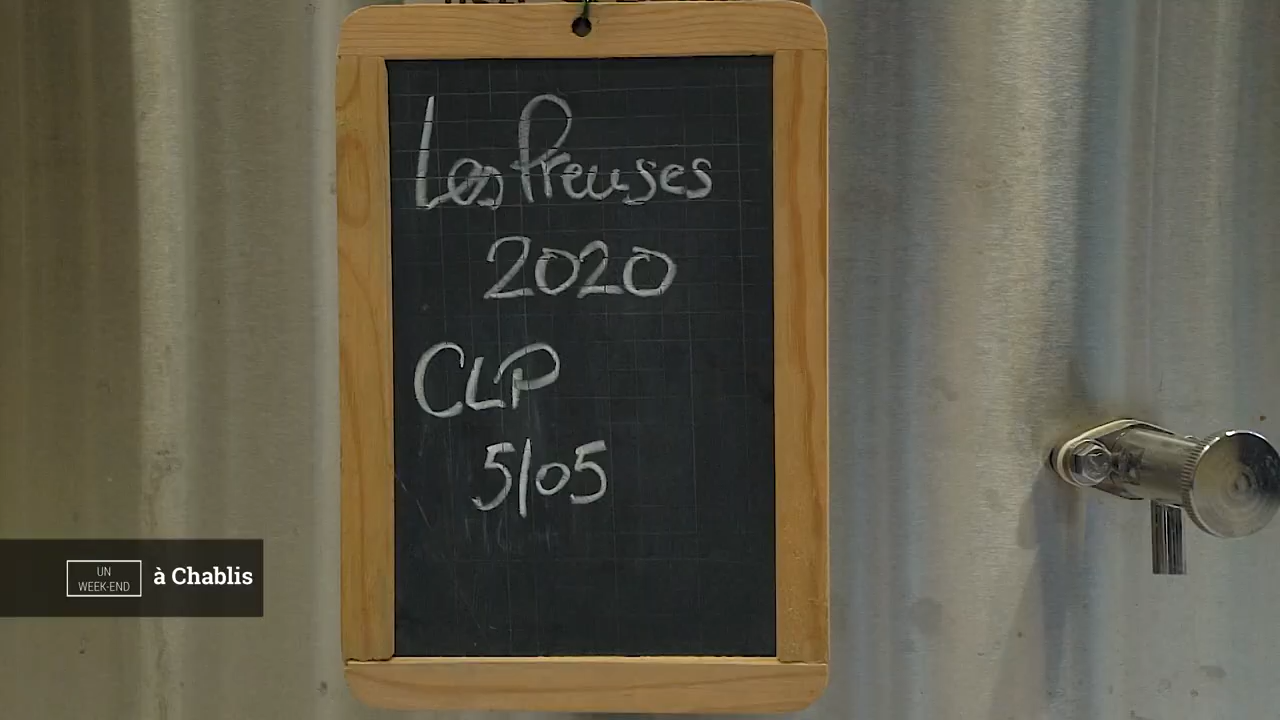 Les Preuses
2020
CLP
5/05
UN
WEEK-END
à Chablis